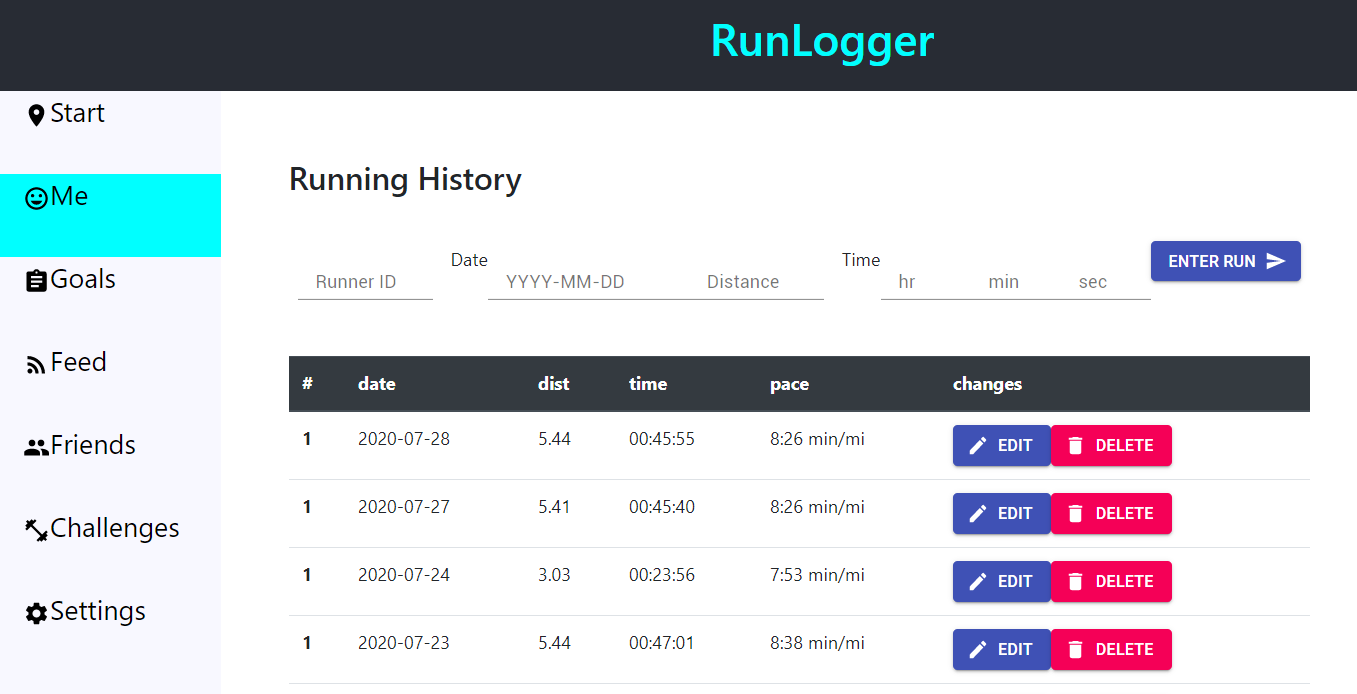 RunLogger
Start
Me
Goals
Feed
Friends
Challenges
Settings
Running History
Runner ID Date YYYY-MM-DD Distance Time hr min sec ENTER RUN
# date dist time pace changes
1 2020-07-28 5.44 00:45:55 8:26 min/mi EDIT DELETE
1 2020-07-27 5.41 00:45:40 8:26 min/mi EDIT DELETE
1 2020-07-24 3.03 00:23:56 7:53 min/mi EDIT DELETE
1 2020-07-23 5.44 00:47:01 8:38 min/mi EDIT DELETE